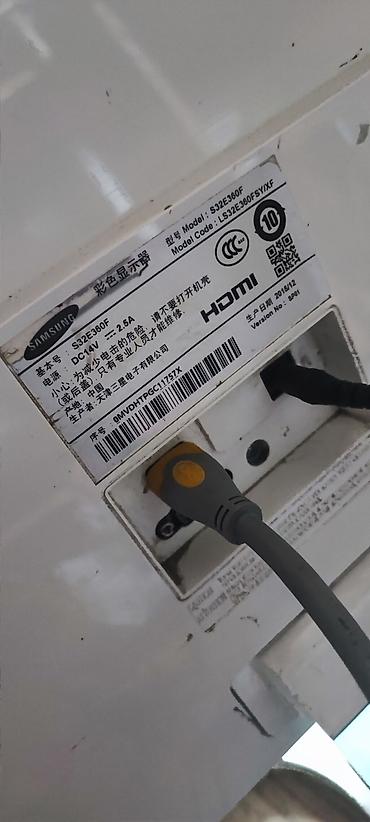 SAMSUNG
彩色显示器
型号 Model : S32E360F
Model Code : LS32E360FSY/XF
基本号 S32E360F
电源 : DC14V 2.5A
小心 : 为减少电击的危险，请不要打开机壳
(或后盖) 只有专业人员才能维修.
产地 : 中国
生产者 : 天津三星电子有限公司
CCC
10
HDMI
生产日期 : 2015/12
Version No : SP01
序号 0MVDHTPGC11737X